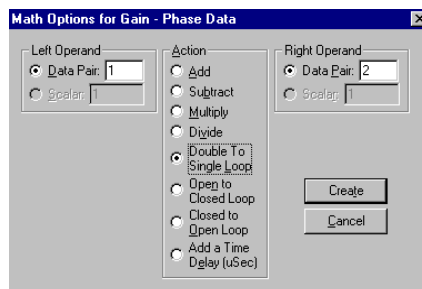 Math Options for Gain - Phase Data
Left Operand
Data Pair: 1
Scalar: 1
Action
Add
Subtract
Multiply
Divide
Double To
Single Loop
Open to
Closed Loop
Closed to
Open Loop
Add a Time
Delay (uSec)
Right Operand
Data Pair: 2
Scalar: 1
Create
Cancel